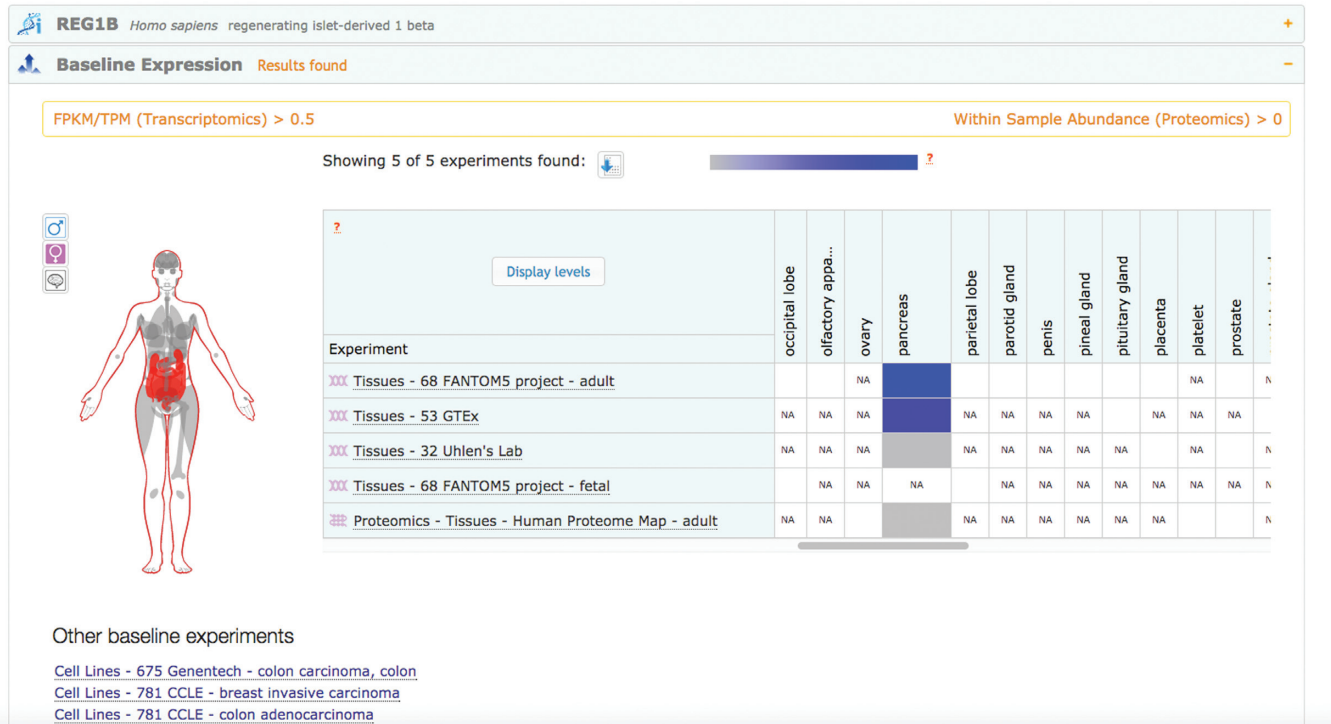 REG1B Homo sapiens regenerating islet-derived 1 beta +
Baseline Expression Results found −
FPKM/TPM (Transcriptomics) > 0.5 Within Sample Abundance (Proteomics) > 0
Showing 5 of 5 experiments found: ?
?
Display levels
Experiment
occipital lobe
olfactory appa...
ovary
pancreas
parietal lobe
parotid gland
penis
pineal gland
pituitary gland
placenta
platelet
prostate
Tissues - 68 FANTOM5 project - adult NA NA
Tissues - 53 GTEx NA NA NA NA NA NA NA NA NA NA
Tissues - 32 Uhlen's Lab NA NA NA NA NA NA NA NA NA
Tissues - 68 FANTOM5 project - fetal NA NA NA NA NA NA NA NA NA NA
Proteomics - Tissues - Human Proteome Map - adult NA NA NA NA NA NA NA NA
Other baseline experiments
Cell Lines - 675 Genentech - colon carcinoma, colon
Cell Lines - 781 CCLE - breast invasive carcinoma
Cell Lines - 781 CCLE - colon adenocarcinoma